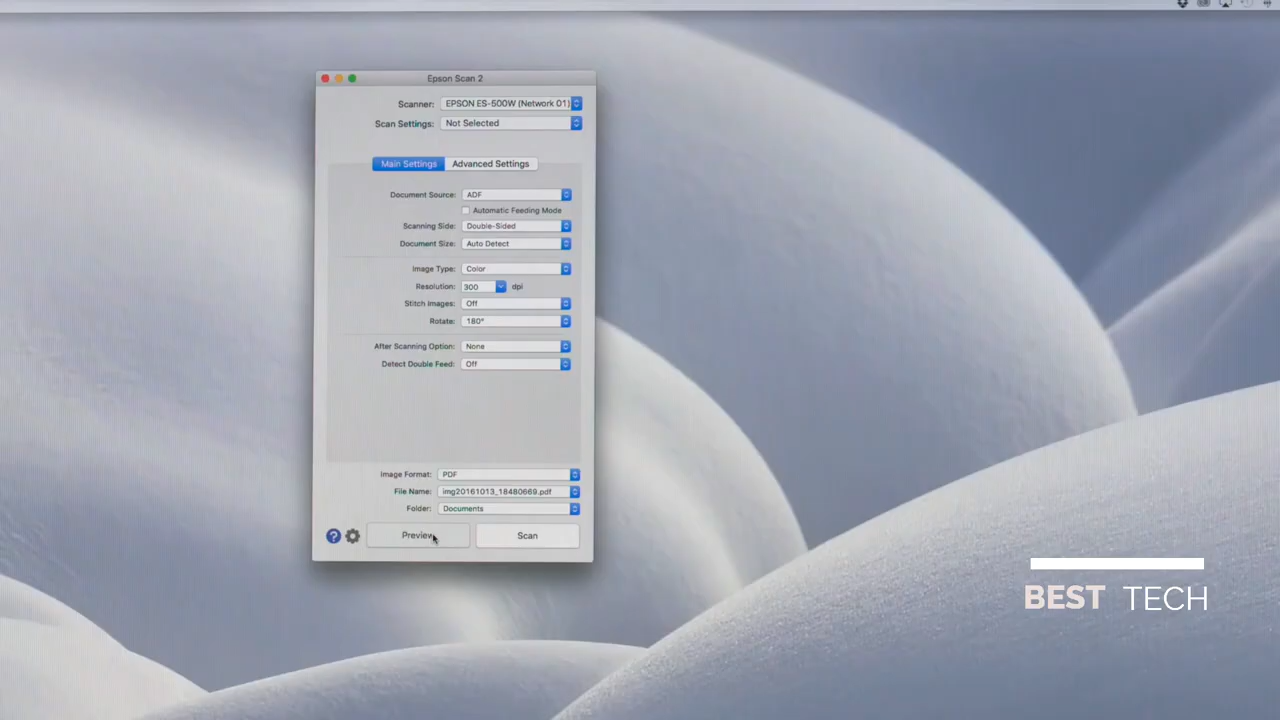 Epson Scan 2
Scanner: EPSON ES-500W (Network 01)
Scan Settings: Not Selected
Main Settings Advanced Settings
Document Source: ADF
Automatic Feeding Mode
Scanning Side: Double-Sided
Document Size: Auto Detect
Image Type: Color
Resolution: 300 dpi
Stitch Images: Off
Rotate: 180°
After Scanning Option: None
Detect Double Feed: Off
Image Format: PDF
File Name: img20161013_18480669.pdf
Folder: Documents
? Preview Scan
BEST TECH